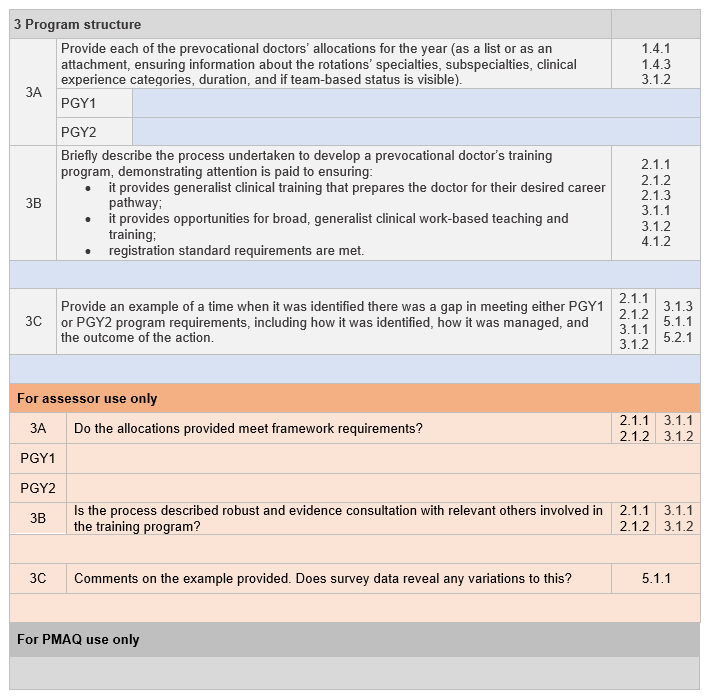 3 Program structure
3A
Provide each of the prevocational doctors' allocations for the year (as a list or as an
attachment, ensuring information about the rotations' specialties, subspecialties, clinical
experience categories, duration, and if team-based status is visible).
1.4.1
1.4.3
3.1.2
PGY1
PGY2
3B
Briefly describe the process undertaken to develop a prevocational doctor's training
program, demonstrating attention is paid to ensuring:
• it provides generalist clinical training that prepares the doctor for their desired career
pathway;
• it provides opportunities for broad, generalist clinical work-based teaching and
training;
• registration standard requirements are met.
2.1.1
2.1.2
2.1.3
3.1.1
3.1.2
4.1.2
3C
Provide an example of a time when it was identified there was a gap in meeting either PGY1
or PGY2 program requirements, including how it was identified, how it was managed, and
the outcome of the action.
2.1.1
2.1.2
3.1.1
3.1.2
3.1.3
5.1.1
5.2.1
For assessor use only
3A
Do the allocations provided meet framework requirements?
2.1.1
2.1.2
3.1.1
3.1.2
PGY1
PGY2
3B
Is the process described robust and evidence consultation with relevant others involved in
the training program?
2.1.1
2.1.2
3.1.1
3.1.2
3C
Comments on the example provided. Does survey data reveal any variations to this?
5.1.1
For PMAQ use only